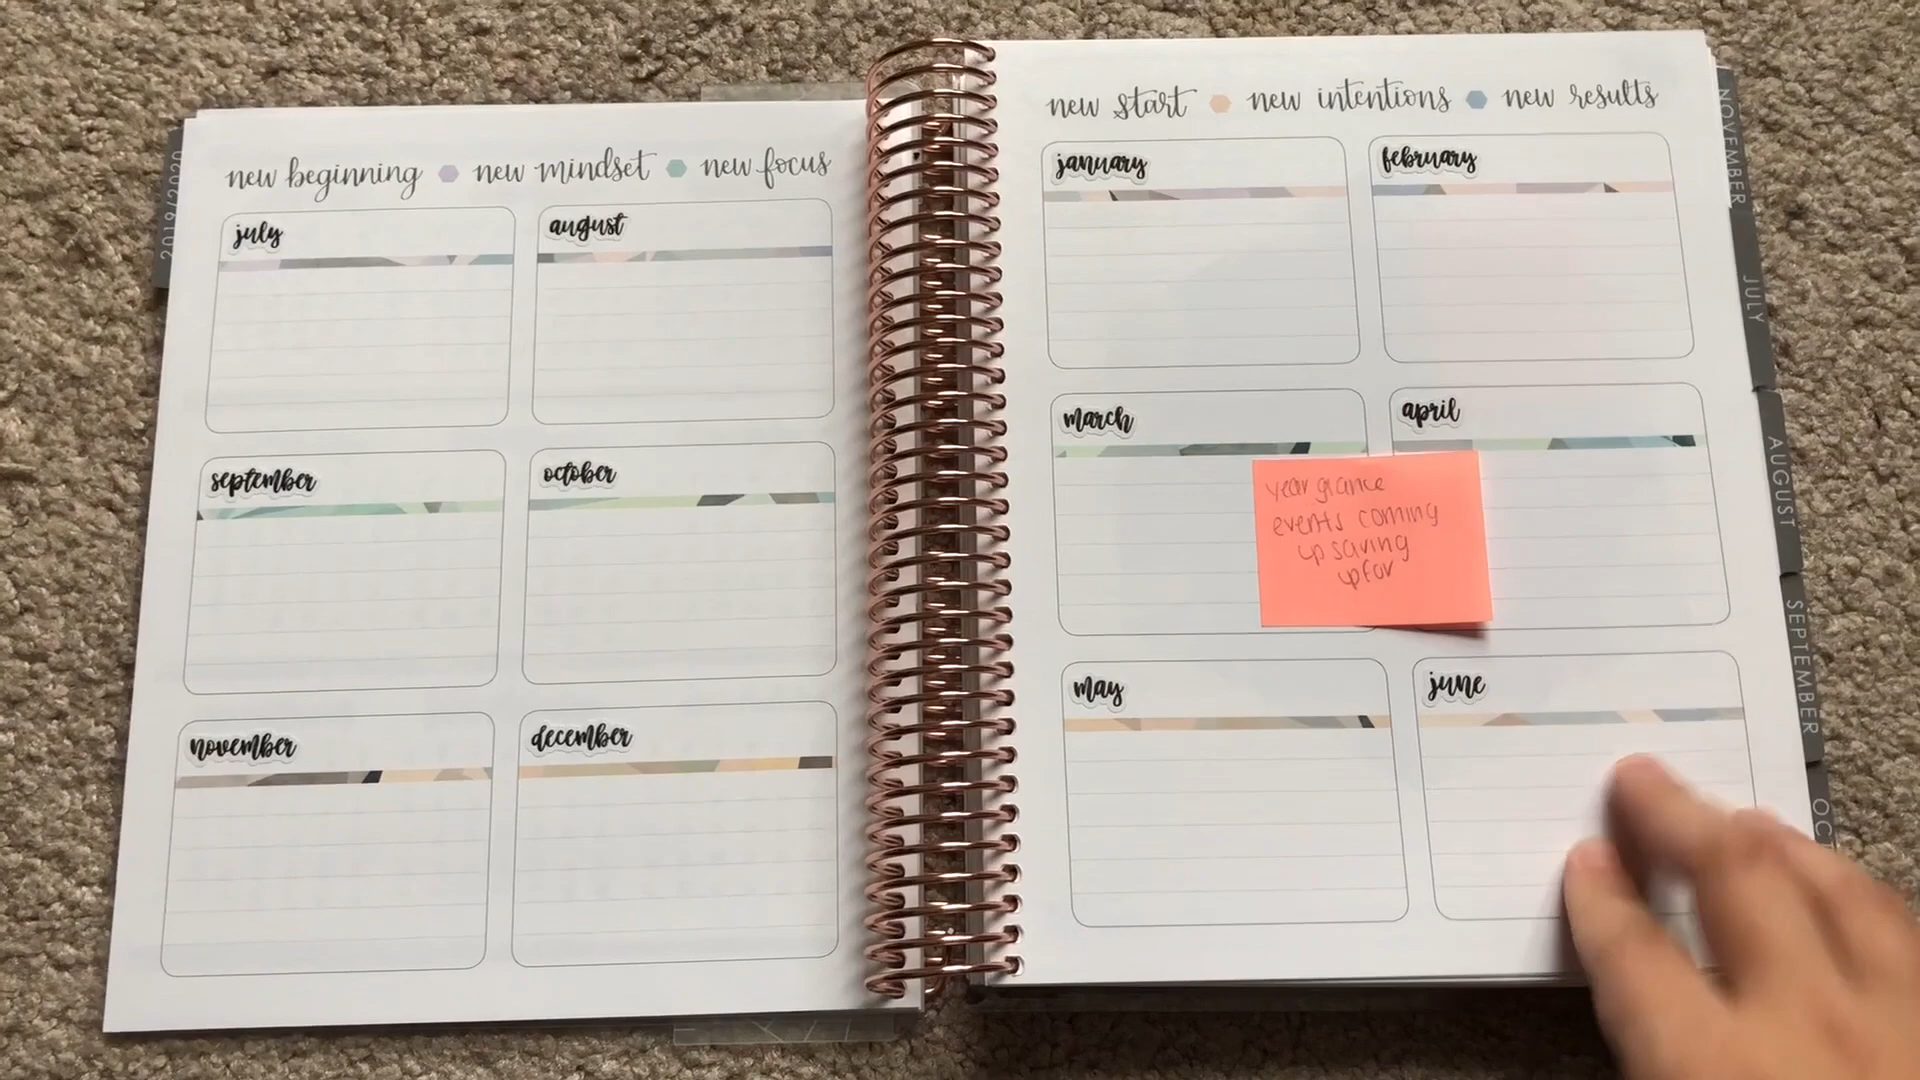 2019/2020
new beginning new mindset new focus
july
august
september
october
november
december
new start new intentions new results
january
february
march
april
year glance
events coming
up saving
up for
may
june
NOVEMBER
JULY
AUGUST
SEPTEMBER
OCT